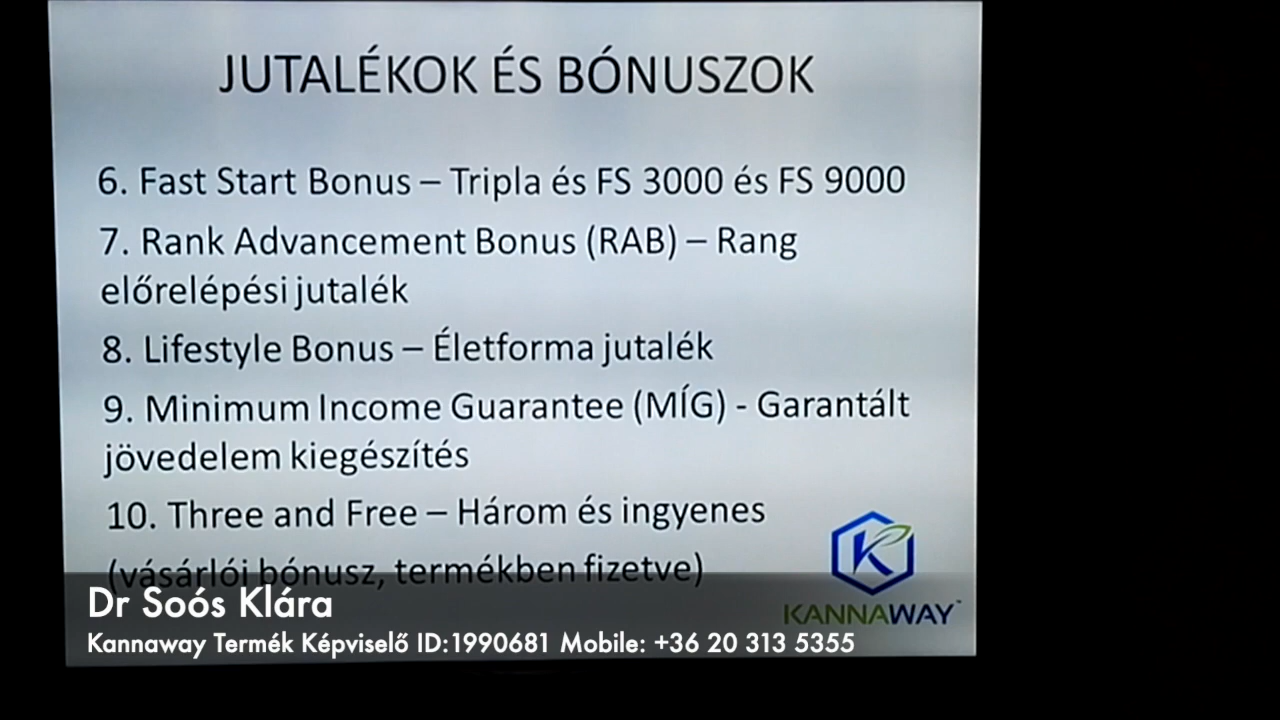 JUTALÉKOK ÉS BÓNUSZOK
6. Fast Start Bonus – Tripla és FS 3000 és FS 9000
7. Rank Advancement Bonus (RAB) – Rang
előrelépési jutalék
8. Lifestyle Bonus – Életforma jutalék
9. Minimum Income Guarantee (MÍG) - Garantált
jövedelem kiegészítés
10. Three and Free – Három és ingyenes
(vásárlói bónusz, termékben fizetve)
KANNAWAY™
Dr Soós Klára
Kannaway Termék Képviselő ID:1990681 Mobile: +36 20 313 5355